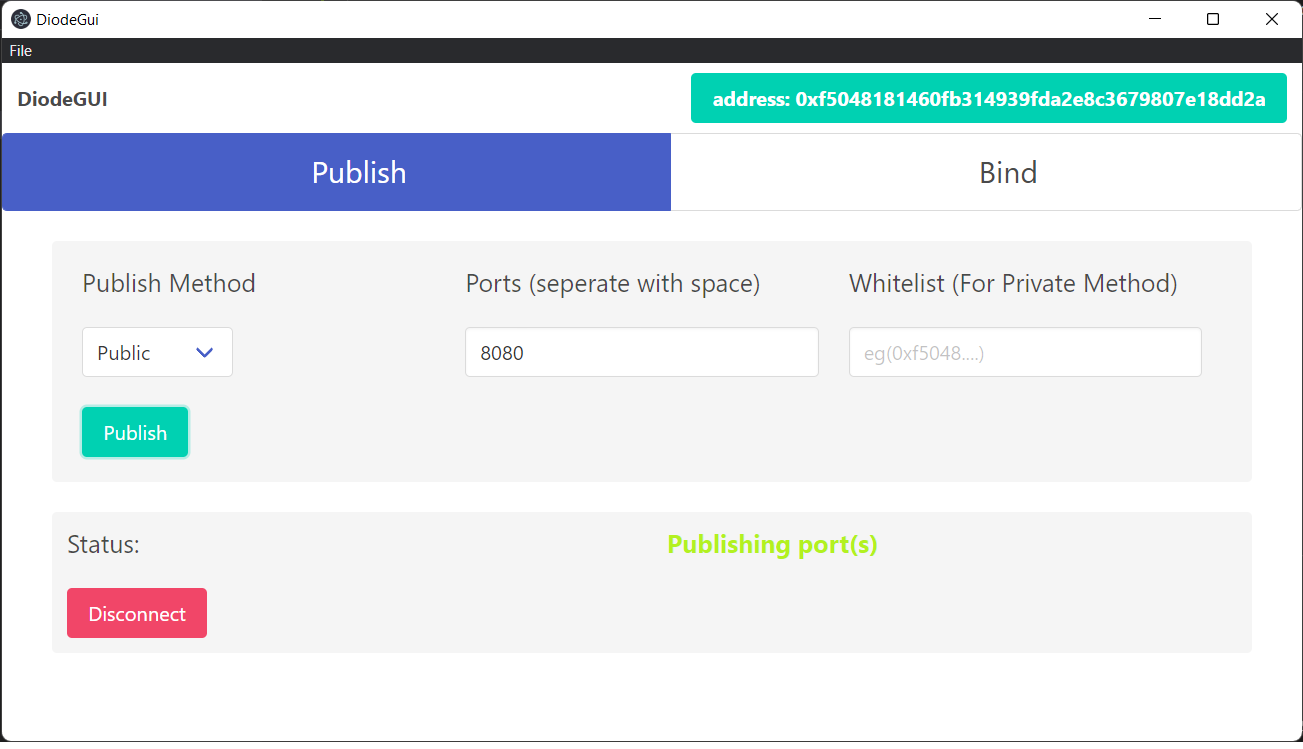 DiodeGui
File
DiodeGUI
address: 0xf5048181460fb314939fda2e8c3679807e18dd2a
Publish
Bind
Publish Method
Ports (seperate with space)
Whitelist (For Private Method)
Public
8080
eg(0xf5048....)
Publish
Status:
Publishing port(s)
Disconnect